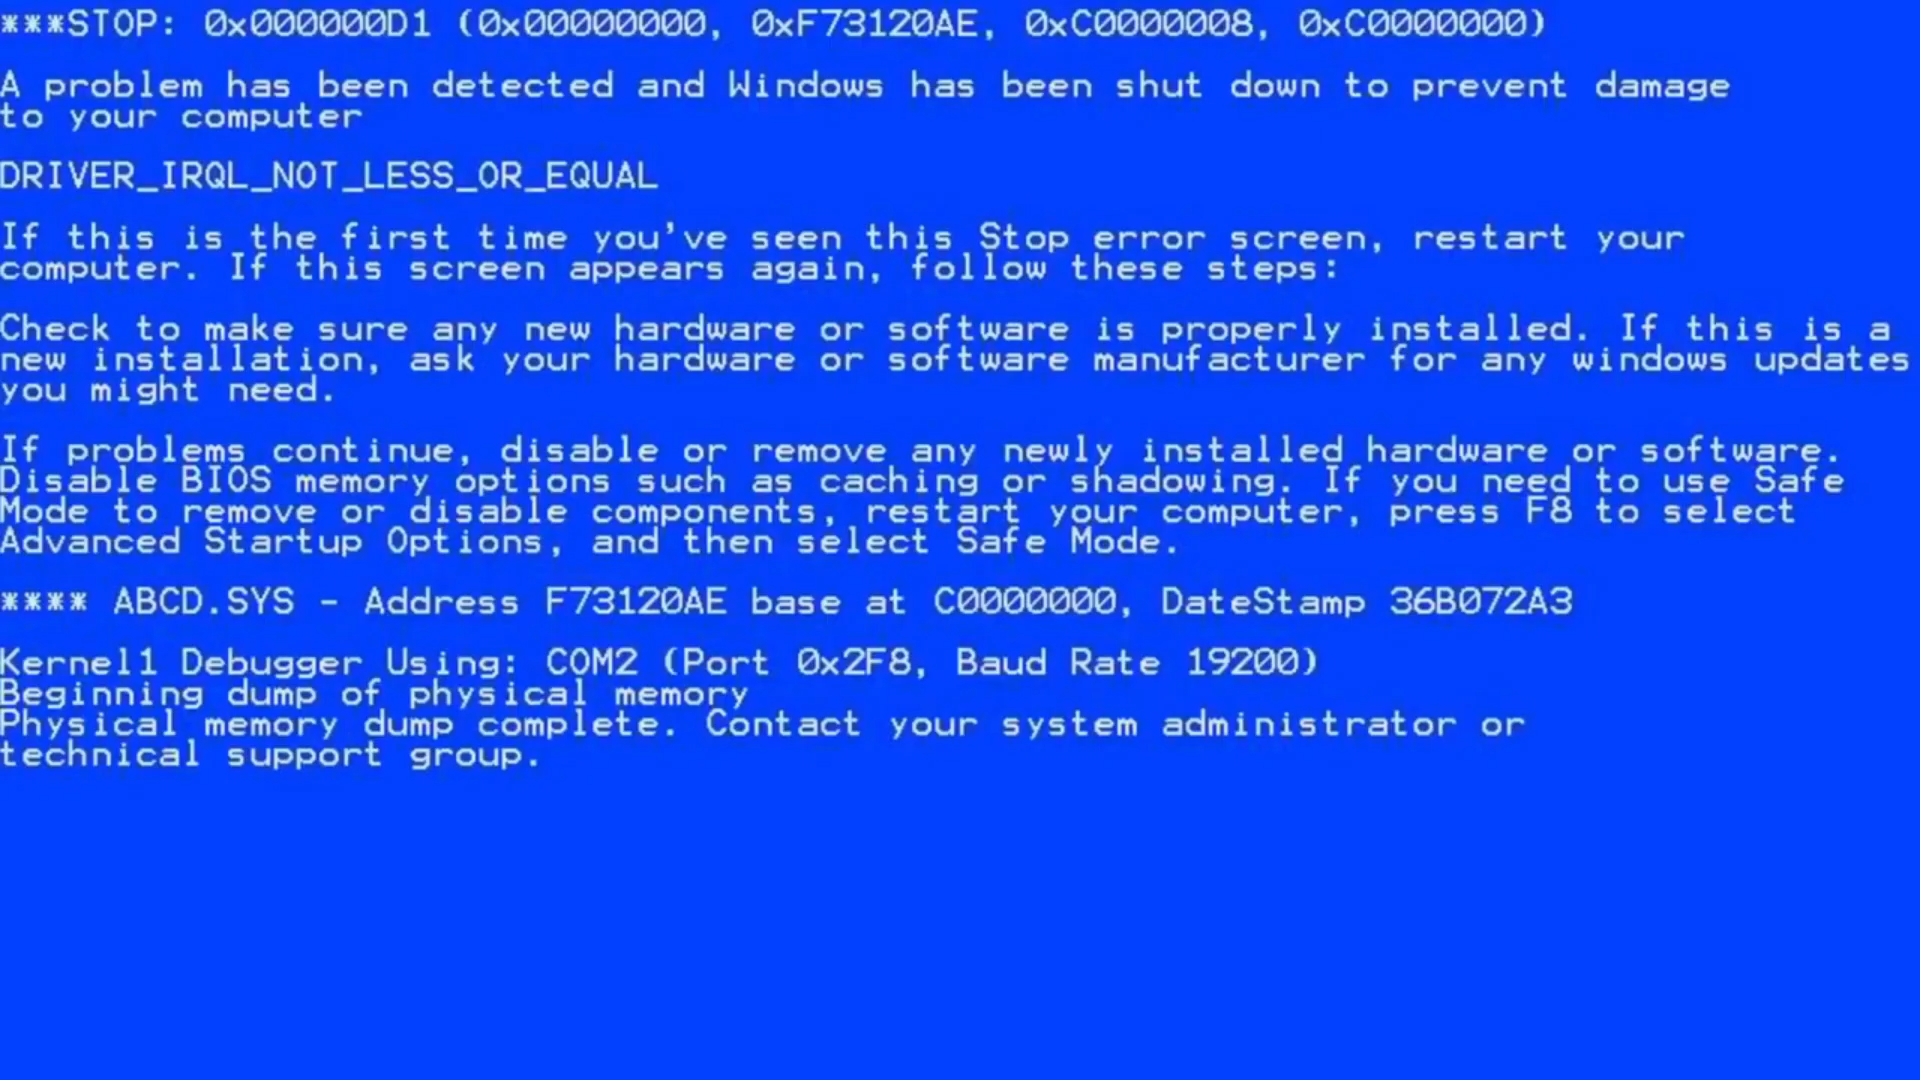 ***STOP: 0x000000D1 (0x00000000, 0xF73120AE, 0xC0000008, 0xC0000000)
A problem has been detected and Windows has been shut down to prevent damage
to your computer
DRIVER_IRQL_NOT_LESS_OR_EQUAL
If this is the first time you've seen this Stop error screen, restart your
computer. If this screen appears again, follow these steps:
Check to make sure any new hardware or software is properly installed. If this is a
new installation, ask your hardware or software manufacturer for any windows updates
you might need.
If problems continue, disable or remove any newly installed hardware or software.
Disable BIOS memory options such as caching or shadowing. If you need to use Safe
Mode to remove or disable components, restart your computer, press F8 to select
Advanced Startup Options, and then select Safe Mode.
**** ABCD.SYS - Address F73120AE base at C0000000, DateStamp 36B072A3
Kernel1 Debugger Using: COM2 (Port 0x2F8, Baud Rate 19200)
Beginning dump of physical memory
Physical memory dump complete. Contact your system administrator or
technical support group.